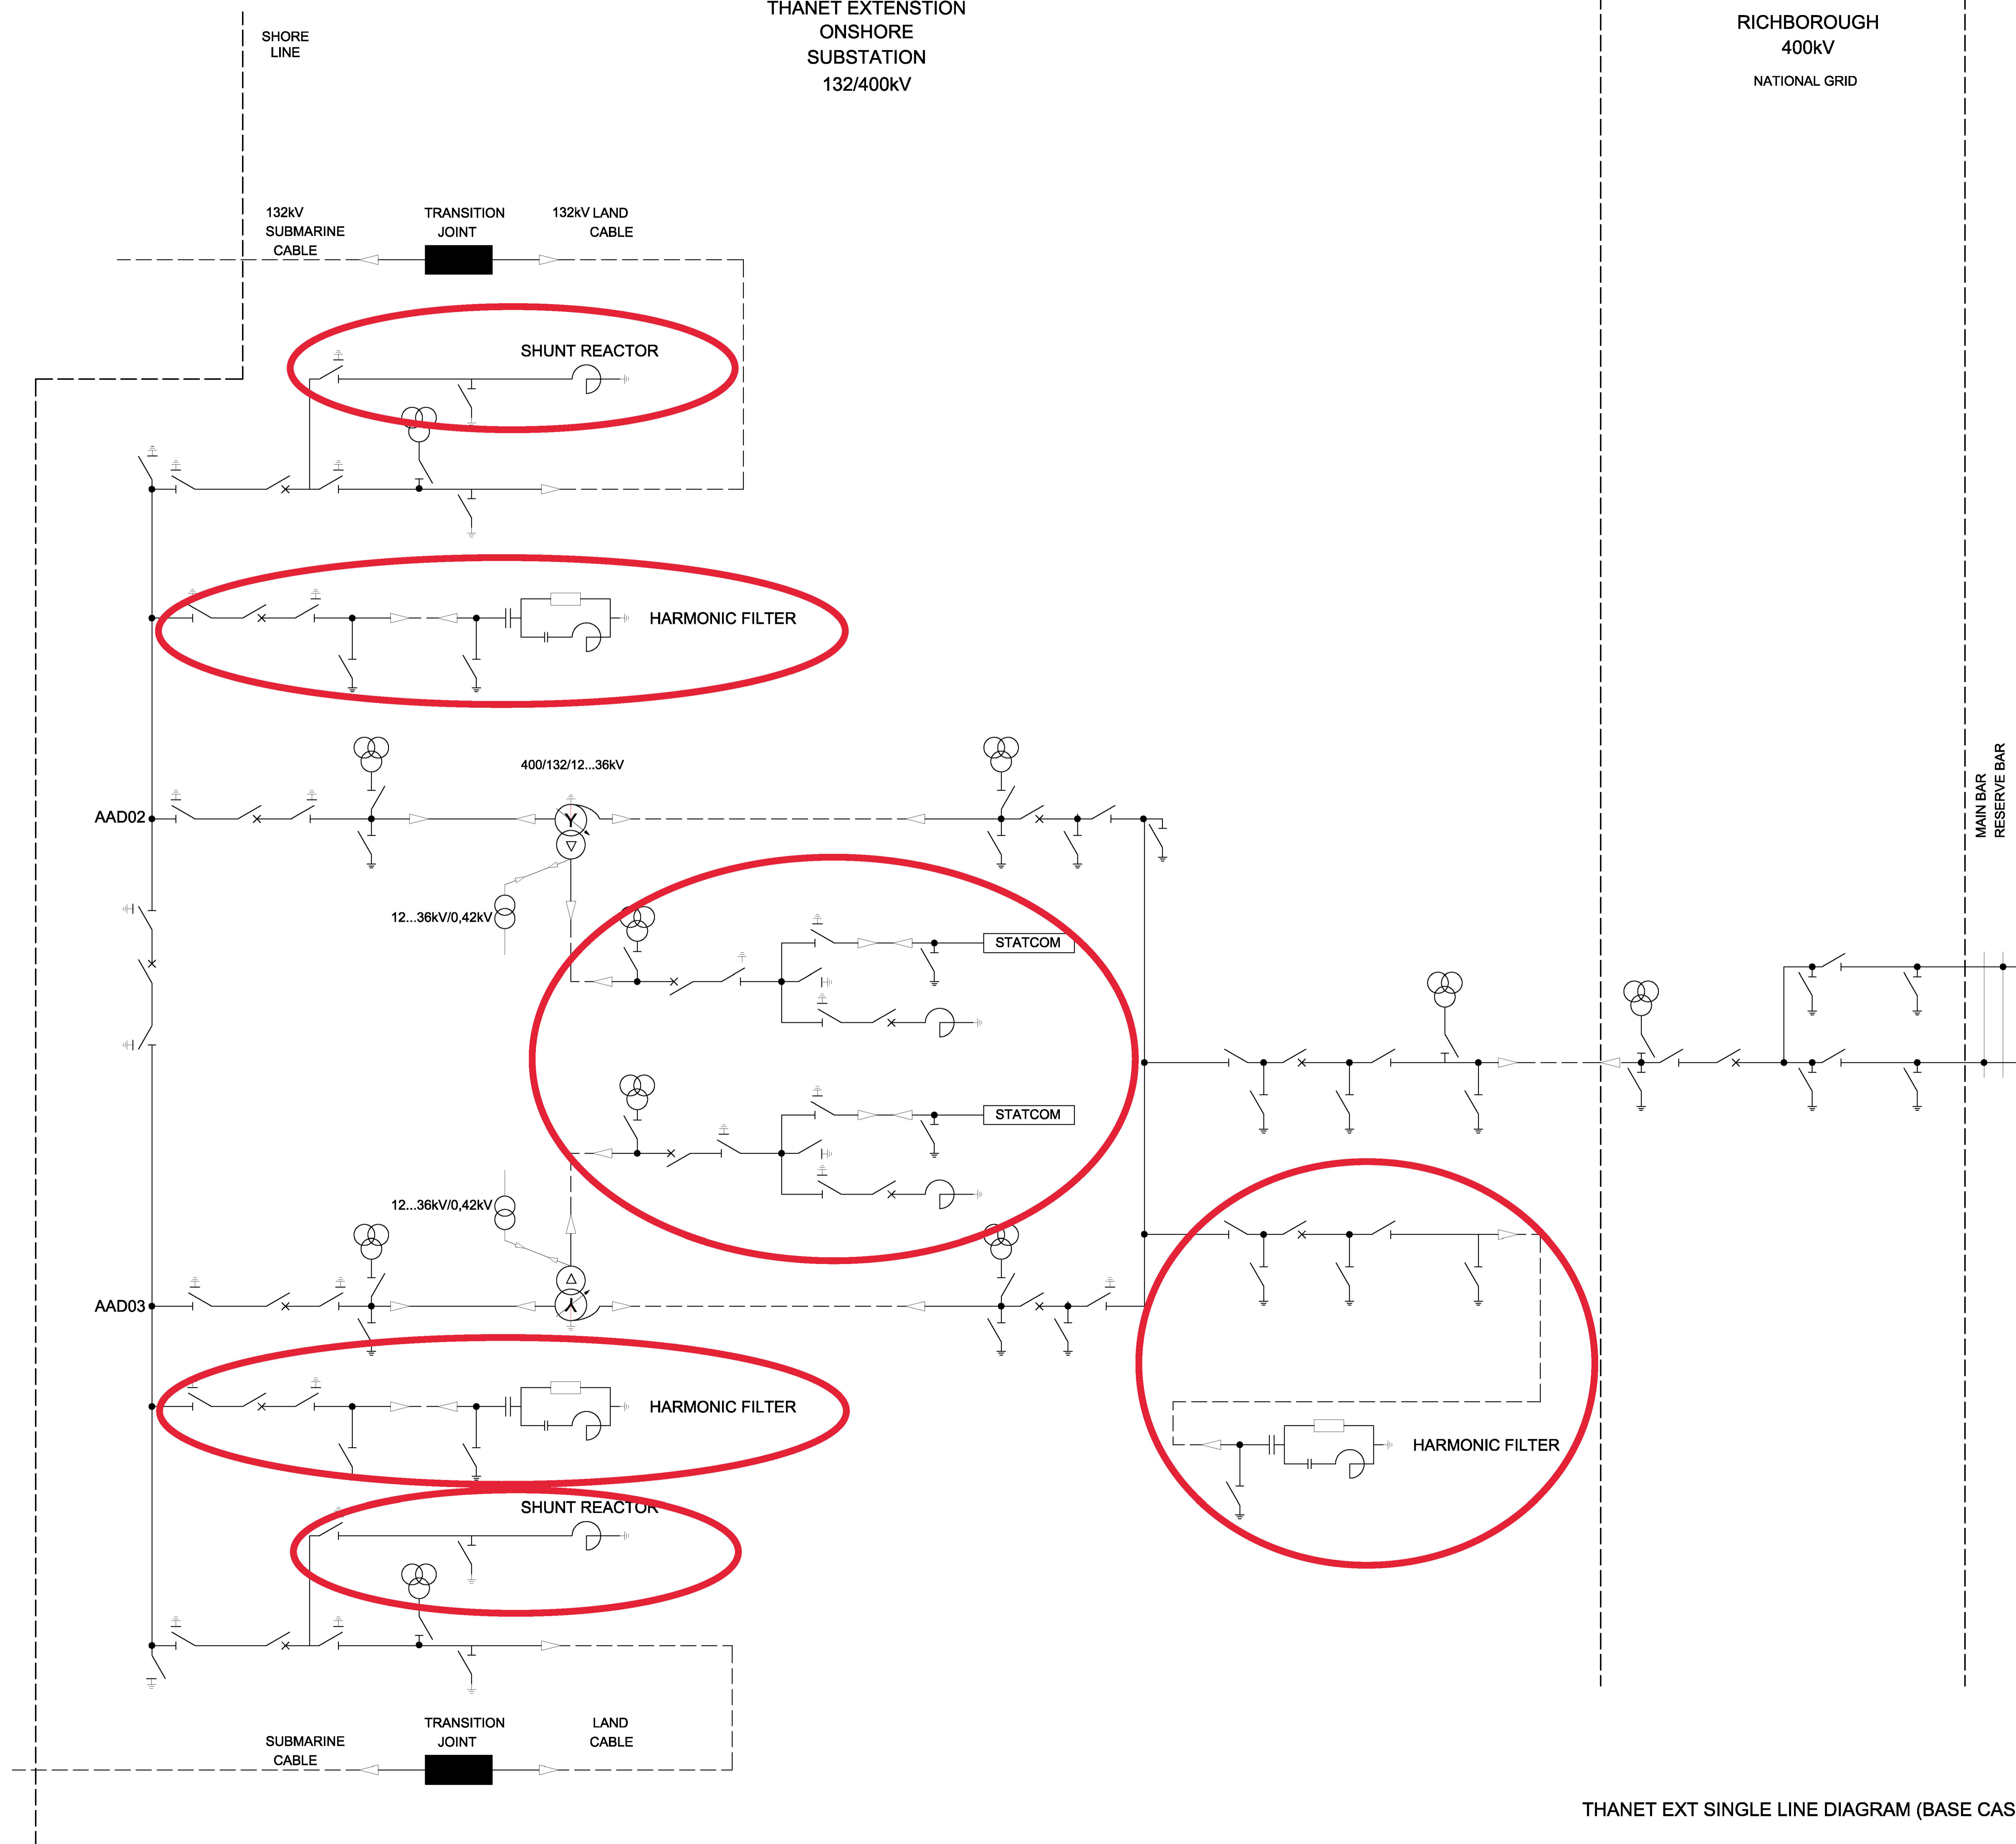 THANET EXTENSTION
ONSHORE
SUBSTATION
132/400kV
RICHBOROUGH
400kV
NATIONAL GRID
SHORE
LINE
132kV
SUBMARINE
CABLE
TRANSITION
JOINT
132kV LAND
CABLE
SHUNT REACTOR
HARMONIC FILTER
400/132/12...36kV
AAD02
12...36kV/0,42kV
STATCOM
MAIN BAR
RESERVE BAR
STATCOM
12...36kV/0,42kV
AAD03
HARMONIC FILTER
HARMONIC FILTER
SHUNT REACTOR
SUBMARINE
CABLE
TRANSITION
JOINT
LAND
CABLE
THANET EXT SINGLE LINE DIAGRAM (BASE CAS